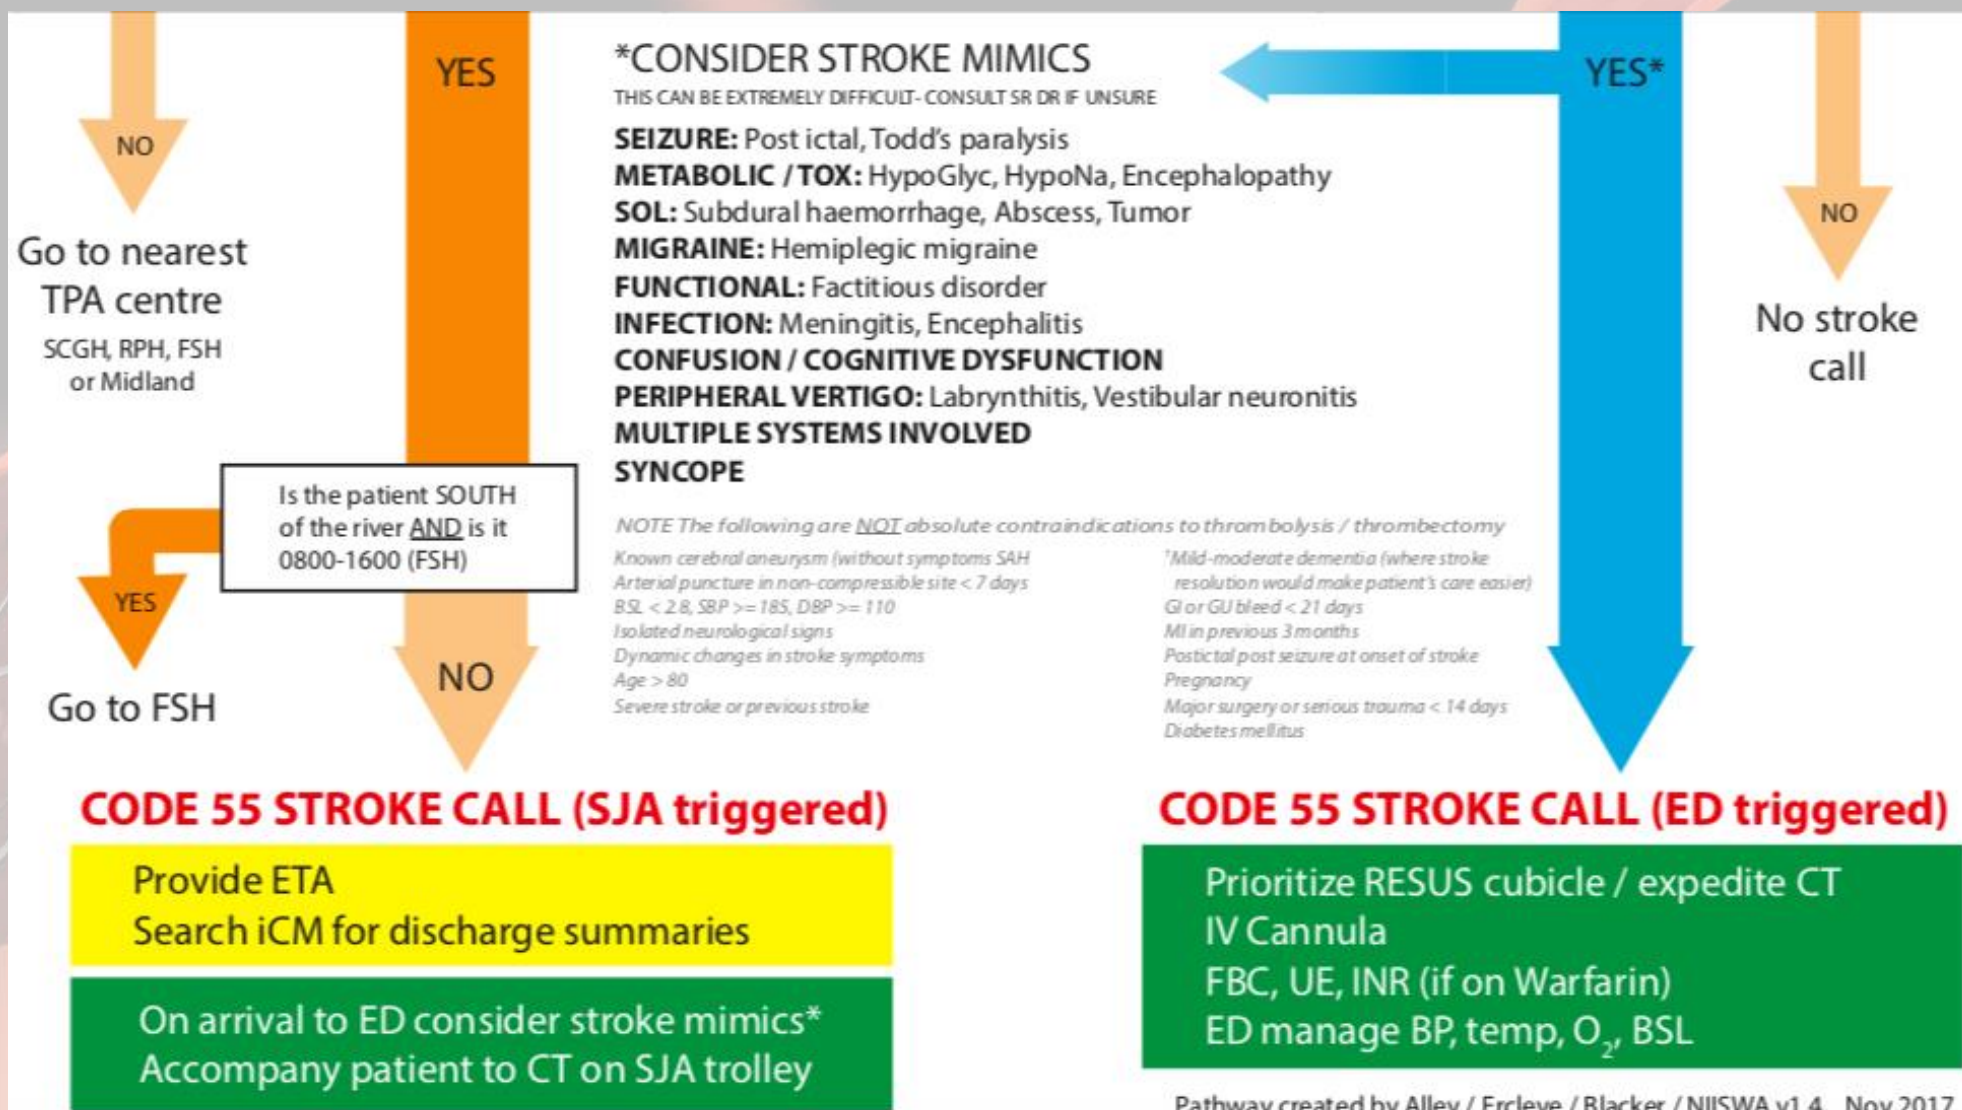 NO
Go to nearest
TPA centre
SCGH, RPH, FSH
or Midland
YES
Is the patient SOUTH
of the river AND is it
0800-1600 (FSH)
YES
Go to FSH
NO
*CONSIDER STROKE MIMICS
THIS CAN BE EXTREMELY DIFFICULT- CONSULT SR DR IF UNSURE
SEIZURE: Post ictal, Todd's paralysis
METABOLIC / TOX: HypoGlyc, HypoNa, Encephalopathy
SOL: Subdural haemorrhage, Abscess, Tumor
MIGRAINE: Hemiplegic migraine
FUNCTIONAL: Factitious disorder
INFECTION: Meningitis, Encephalitis
CONFUSION / COGNITIVE DYSFUNCTION
PERIPHERAL VERTIGO: Labrynthitis, Vestibular neuronitis
MULTIPLE SYSTEMS INVOLVED
SYNCOPE
NOTE The following are NOT absolute contraindications to thrombolysis / thrombectomy
Known cerebral aneurysm (without symptoms SAH
Arterial puncture in non-compressible site < 7 days
BSL < 2.8, SBP >= 185, DBP >= 110
Isolated neurological signs
Dynamic changes in stroke symptoms
Age > 80
Severe stroke or previous stroke
†Mild-moderate dementia (where stroke
resolution would make patient's care easier)
GI or GU bleed < 21 days
MI in previous 3 months
Postictal post seizure at onset of stroke
Pregnancy
Major surgery or serious trauma < 14 days
Diabetes mellitus
YES*
NO
No stroke
call
CODE 55 STROKE CALL (SJA triggered)
Provide ETA
Search iCM for discharge summaries
On arrival to ED consider stroke mimics*
Accompany patient to CT on SJA trolley
CODE 55 STROKE CALL (ED triggered)
Prioritize RESUS cubicle / expedite CT
IV Cannula
FBC, UE, INR (if on Warfarin)
ED manage BP, temp, O₂, BSL
Pathway created by Alley / Ercleve / Blacker / NIISWA v1.4 Nov 2017